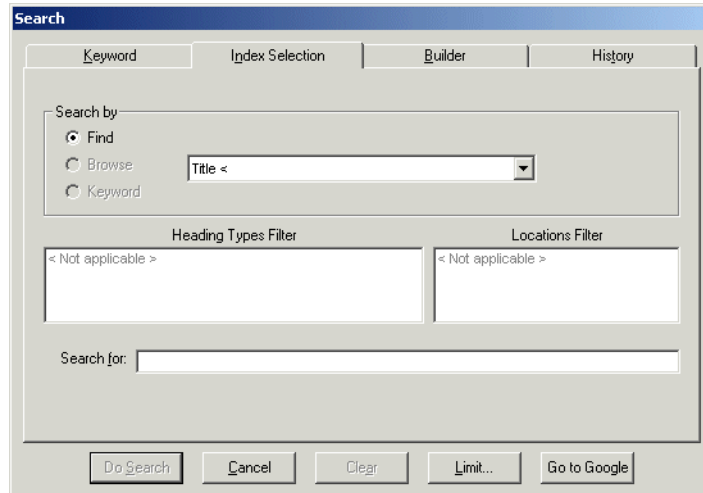 Search
Keyword Index Selection Builder History
Search by
Find
Browse
Title <
Keyword
Heading Types Filter Locations Filter
< Not applicable > < Not applicable >
Search for:
Do Search Cancel Clear Limit... Go to Google